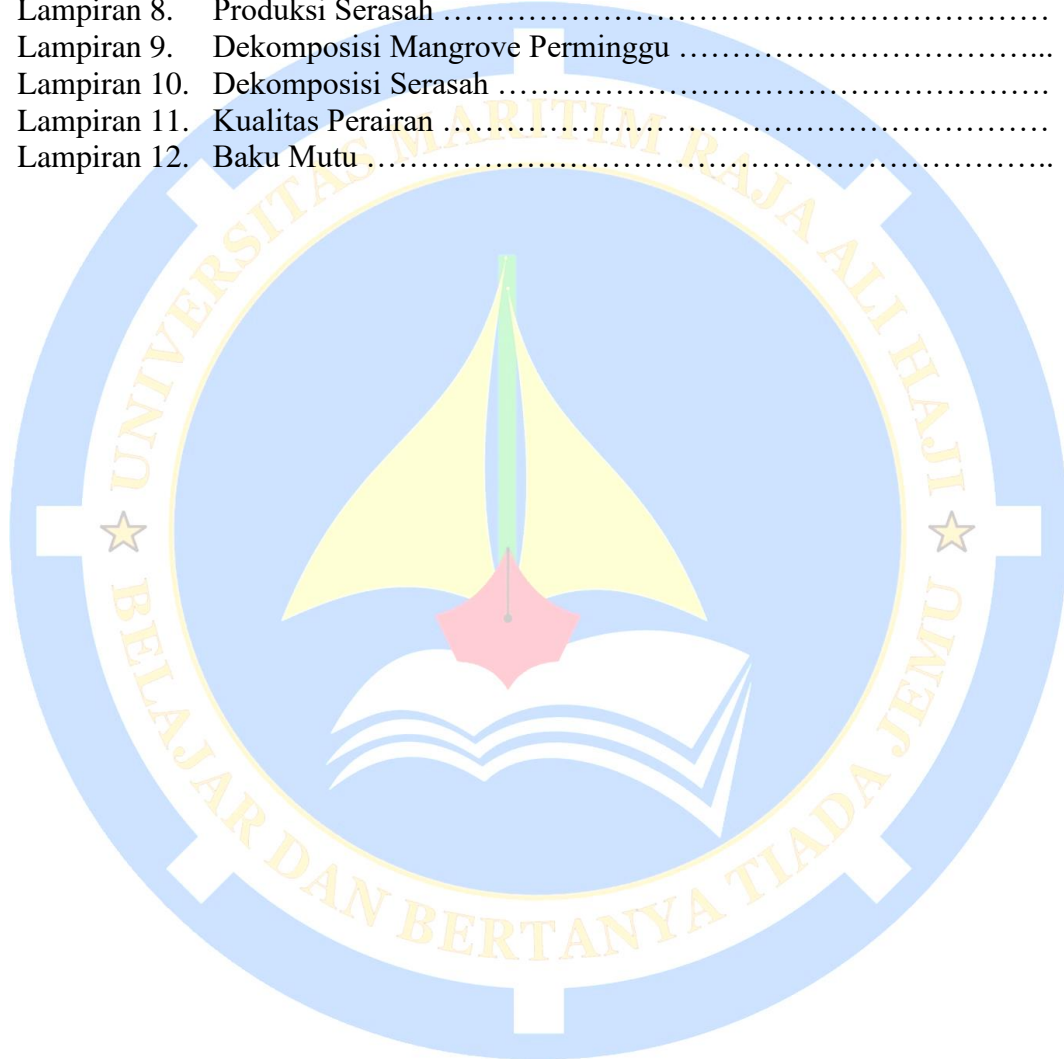 Lampiran 8. Produksi Serasah ……………………………………………………
Lampiran 9. Dekomposisi Mangrove Perminggu ……………………………...
Lampiran 10. Dekomposisi Serasah …………………………………………….
Lampiran 11. Kualitas Perairan …………………………………………………
Lampiran 12. Baku Mutu ………………………………………………………..
UNIVERSITAS MARITIM RAJA ALI HAJI
BELAJAR DAN BERTANYA TIADA JEMU